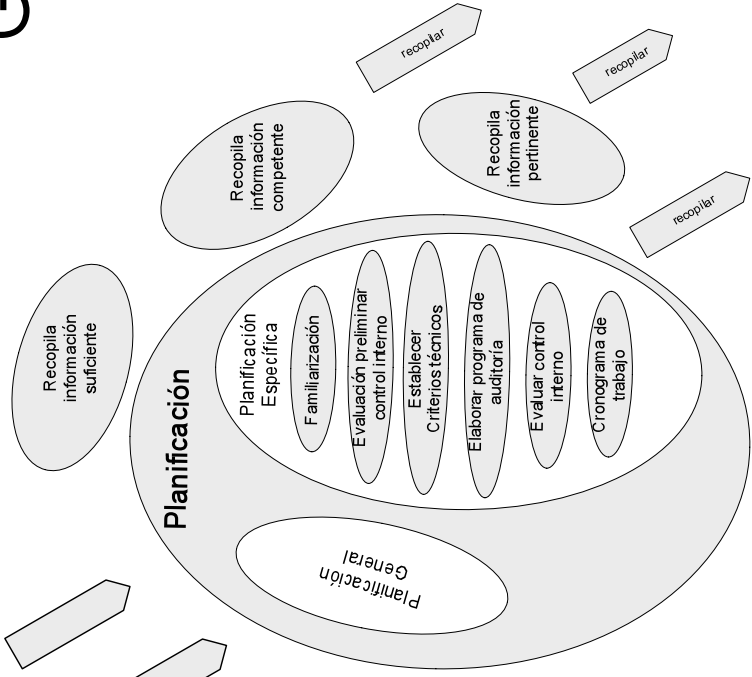 recopilar
recopilar
recopilar
Recopila
información
competente
Recopila
información
pertinente
Recopila
información
suficiente
Planificación
Planificación
Específica
Familiarización
Evaluación preliminar
control interno
Establecer
Criterios técnicos
Elaborar programa de
auditoría
Evaluar control
interno
Cronograma de
trabajo
Planificación
General